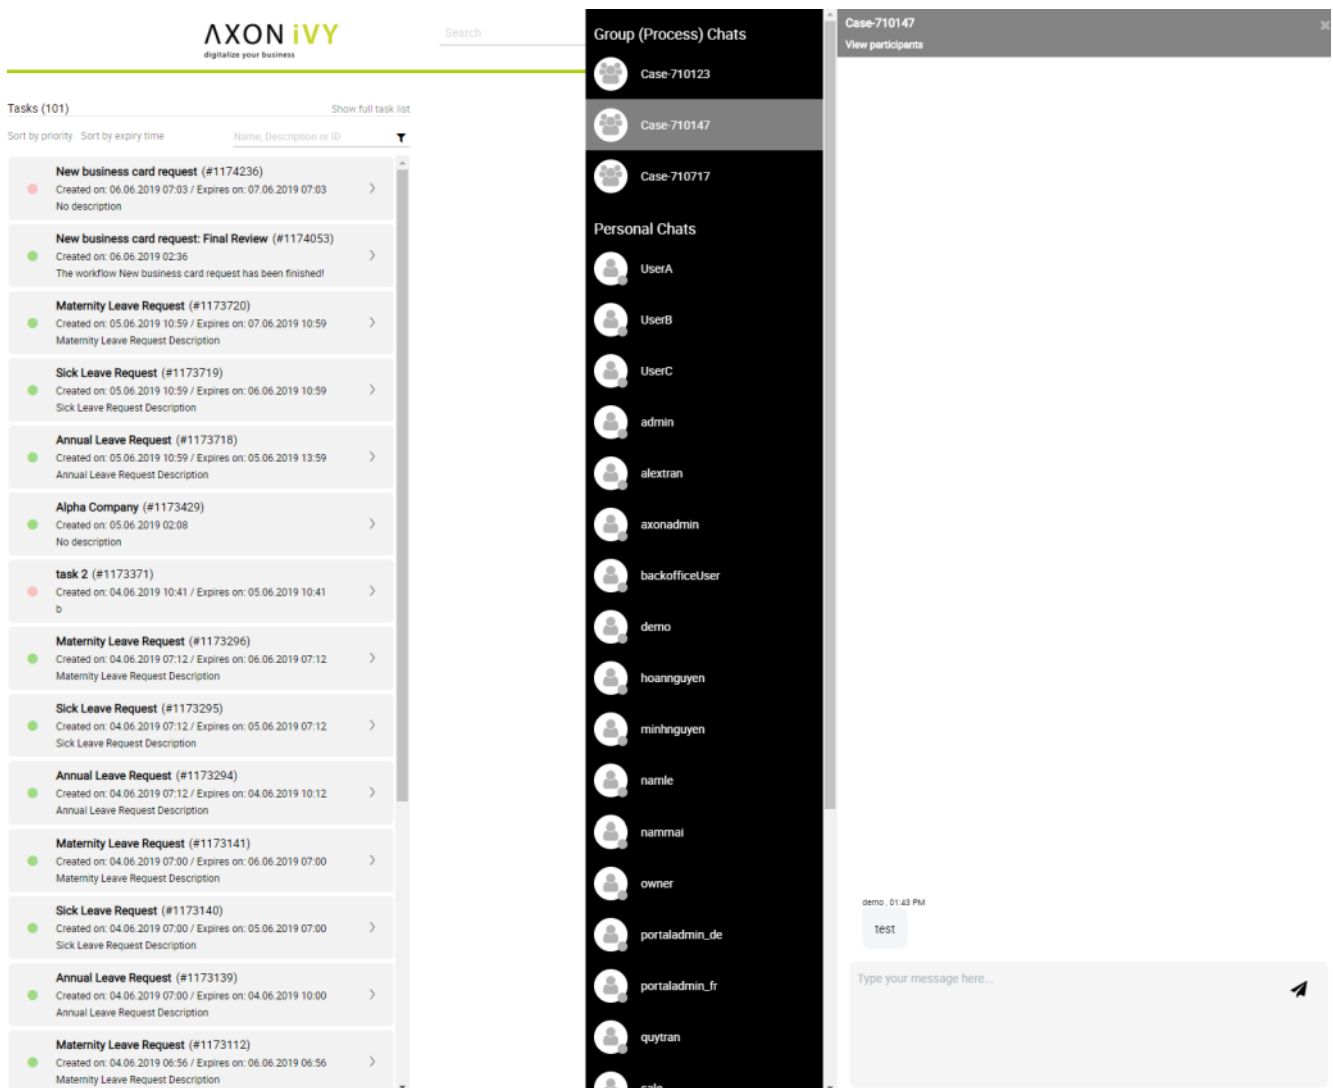 AXON iVY
digitalize your business
Search
Tasks (101)
Show full task list
Sort by priority Sort by expiry time
Name, Description or ID
New business card request (#1174236)
Created on: 06.06.2019 07:03 / Expires on: 07.06.2019 07:03
No description
New business card request: Final Review (#1174053)
Created on: 06.06.2019 02:36
The workflow New business card request has been finished!
Maternity Leave Request (#1173720)
Created on: 05.06.2019 10:59 / Expires on: 07.06.2019 10:59
Maternity Leave Request Description
Sick Leave Request (#1173719)
Created on: 05.06.2019 10:59 / Expires on: 06.06.2019 10:59
Sick Leave Request Description
Annual Leave Request (#1173718)
Created on: 05.06.2019 10:59 / Expires on: 05.06.2019 13:59
Annual Leave Request Description
Alpha Company (#1173429)
Created on: 05.06.2019 02:08
No description
task 2 (#1173371)
Created on: 04.06.2019 10:41 / Expires on: 05.06.2019 10:41
b
Maternity Leave Request (#1173296)
Created on: 04.06.2019 07:12 / Expires on: 06.06.2019 07:12
Maternity Leave Request Description
Sick Leave Request (#1173295)
Created on: 04.06.2019 07:12 / Expires on: 05.06.2019 07:12
Sick Leave Request Description
Annual Leave Request (#1173294)
Created on: 04.06.2019 07:12 / Expires on: 04.06.2019 10:12
Annual Leave Request Description
Maternity Leave Request (#1173141)
Created on: 04.06.2019 07:00 / Expires on: 06.06.2019 07:00
Maternity Leave Request Description
Sick Leave Request (#1173140)
Created on: 04.06.2019 07:00 / Expires on: 05.06.2019 07:00
Sick Leave Request Description
Annual Leave Request (#1173139)
Created on: 04.06.2019 07:00 / Expires on: 04.06.2019 10:00
Annual Leave Request Description
Maternity Leave Request (#1173112)
Created on: 04.06.2019 06:56 / Expires on: 06.06.2019 06:56
Maternity Leave Request Description
Group (Process) Chats
Case-710123
Case-710147
Case-710717
Personal Chats
UserA
UserB
UserC
admin
alextran
axonadmin
backofficeUser
demo
hoannguyen
minhnguyen
namle
nammai
owner
portaladmin_de
portaladmin_fr
quytran
Case-710147
View participants
demo , 01:43 PM
test
Type your message here...